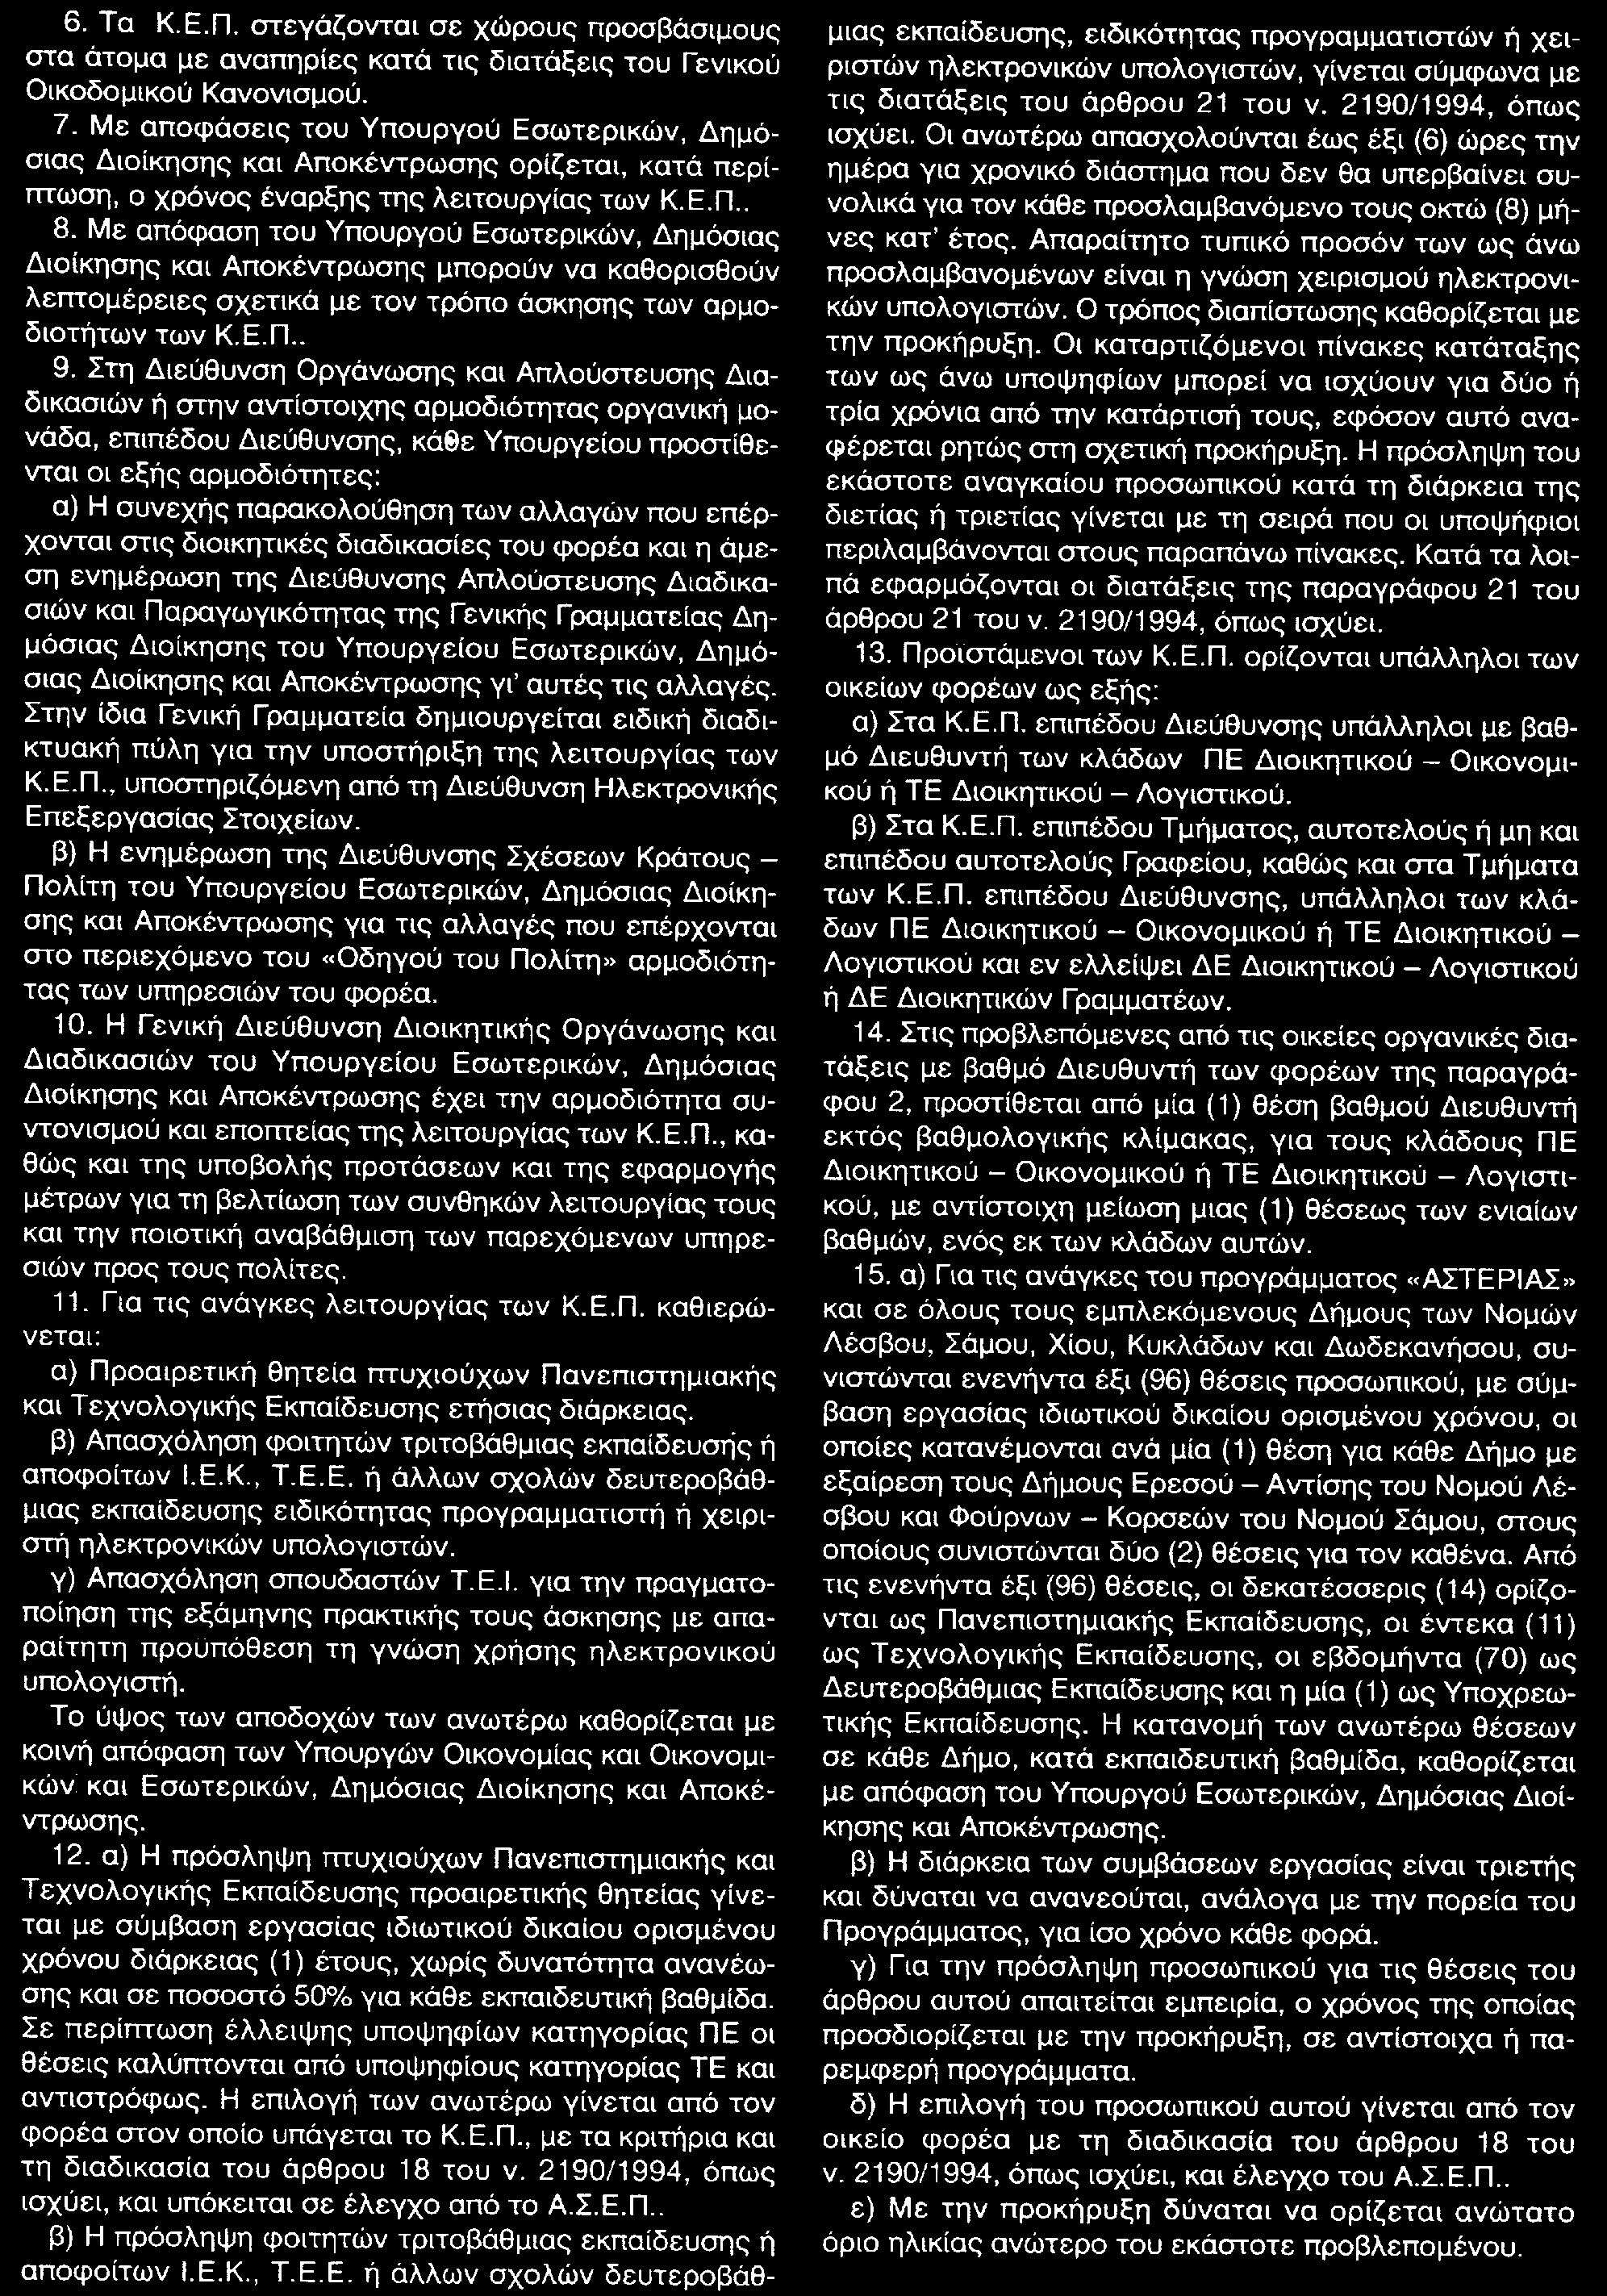 6. Τα Κ.Ε.Π. στεγάζονται σε χώρους προσβάσιμους
στα άτομα με αναπηρίες κατά τις διατάξεις του Γενικού
Οικοδομικού Κανονισμού.
7. Με αποφάσεις του Υπουργού Εσωτερικών, Δημό-
σιας Διοίκησης και Αποκέντρωσης ορίζεται, κατά περί-
πτωση, ο χρόνος έναρξης της λειτουργίας των Κ.Ε.Π..
8. Με απόφαση του Υπουργού Εσωτερικών, Δημόσιας
Διοίκησης και Αποκέντρωσης μπορούν να καθορισθούν
λεπτομέρειες σχετικά με τον τρόπο άσκησης των αρμο-
διοτήτων των Κ.Ε.Π..
9. Στη Διεύθυνση Οργάνωσης και Απλούστευσης Δια-
δικασιών ή στην αντίστοιχης αρμοδιότητας οργανική μο-
νάδα, επιπέδου Διεύθυνσης, κάθε Υπουργείου προστίθε-
νται οι εξής αρμοδιότητες:
α) Η συνεχής παρακολούθηση των αλλαγών που επέρ-
χονται στις διοικητικές διαδικασίες του φορέα και η άμε-
ση ενημέρωση της Διεύθυνσης Απλούστευσης Διαδικα-
σιών και Παραγωγικότητας της Γενικής Γραμματείας Δη-
μόσιας Διοίκησης του Υπουργείου Εσωτερικών, Δημό-
σιας Διοίκησης και Αποκέντρωσης γι' αυτές τις αλλαγές.
Στην ίδια Γενική Γραμματεία δημιουργείται ειδική διαδι-
κτυακή πύλη για την υποστήριξη της λειτουργίας των
Κ.Ε.Π., υποστηριζόμενη από τη Διεύθυνση Ηλεκτρονικής
Επεξεργασίας Στοιχείων.
β) Η ενημέρωση της Διεύθυνσης Σχέσεων Κράτους –
Πολίτη του Υπουργείου Εσωτερικών, Δημόσιας Διοίκη-
σης και Αποκέντρωσης για τις αλλαγές που επέρχονται
στο περιεχόμενο του «Οδηγού του Πολίτη» αρμοδιότη-
τας των υπηρεσιών του φορέα.
10. Η Γενική Διεύθυνση Διοικητικής Οργάνωσης και
Διαδικασιών του Υπουργείου Εσωτερικών, Δημόσιας
Διοίκησης και Αποκέντρωσης έχει την αρμοδιότητα συ-
ντονισμού και εποπτείας της λειτουργίας των Κ.Ε.Π., κα-
θώς και της υποβολής προτάσεων και της εφαρμογής
μέτρων για τη βελτίωση των συνθηκών λειτουργίας τους
και την ποιοτική αναβάθμιση των παρεχόμενων υπηρε-
σιών προς τους πολίτες.
11. Για τις ανάγκες λειτουργίας των Κ.Ε.Π. καθιερώ-
νεται:
α) Προαιρετική θητεία πτυχιούχων Πανεπιστημιακής
και Τεχνολογικής Εκπαίδευσης ετήσιας διάρκειας.
β) Απασχόληση φοιτητών τριτοβάθμιας εκπαίδευσής ή
αποφοίτων Ι.Ε.Κ., Τ.Ε.Ε. ή άλλων σχολών δευτεροβάθ-
μιας εκπαίδευσης ειδικότητας προγραμματιστή ή χειρι-
στή ηλεκτρονικών υπολογιστών.
γ) Απασχόληση σπουδαστών Τ.Ε.Ι. για την πραγματο-
ποίηση της εξάμηνης πρακτικής τους άσκησης με απα-
ραίτητη προϋπόθεση τη γνώση χρήσης ηλεκτρονικού
υπολογιστή.
Το ύψος των αποδοχών των ανωτέρω καθορίζεται με
κοινή απόφαση των Υπουργών Οικονομίας και Οικονομι-
κών και Εσωτερικών, Δημόσιας Διοίκησης και Αποκέ-
ντρωσης.
12. α) Η πρόσληψη πτυχιούχων Πανεπιστημιακής και
Τεχνολογικής Εκπαίδευσης προαιρετικής θητείας γίνε-
ται με σύμβαση εργασίας ιδιωτικού δικαίου ορισμένου
χρόνου διάρκειας (1) έτους, χωρίς δυνατότητα ανανέω-
σης και σε ποσοστό 50% για κάθε εκπαιδευτική βαθμίδα.
Σε περίπτωση έλλειψης υποψηφίων κατηγορίας ΠΕ οι
θέσεις καλύπτονται από υποψηφίους κατηγορίας ΤΕ και
αντιστρόφως. Η επιλογή των ανωτέρω γίνεται από τον
φορέα στον οποίο υπάγεται το Κ.Ε.Π., με τα κριτήρια και
τη διαδικασία του άρθρου 18 του ν. 2190/1994, όπως
ισχύει, και υπόκειται σε έλεγχο από το Α.Σ.Ε.Π..
β) Η πρόσληψη φοιτητών τριτοβάθμιας εκπαίδευσης ή
αποφοίτων Ι.Ε.Κ., Τ.Ε.Ε. ή άλλων σχολών δευτεροβάθ-
μιας εκπαίδευσης, ειδικότητας προγραμματιστών ή χει-
ριστών ηλεκτρονικών υπολογιστών, γίνεται σύμφωνα με
τις διατάξεις του άρθρου 21 του ν. 2190/1994, όπως
ισχύει. Οι ανωτέρω απασχολούνται έως έξι (6) ώρες την
ημέρα για χρονικό διάστημα που δεν θα υπερβαίνει συ-
νολικά για τον κάθε προσλαμβανόμενο τους οκτώ (8) μή-
νες κατ' έτος. Απαραίτητο τυπικό προσόν των ως άνω
προσλαμβανομένων είναι η γνώση χειρισμού ηλεκτρονι-
κών υπολογιστών. Ο τρόπος διαπίστωσης καθορίζεται με
την προκήρυξη. Οι καταρτιζόμενοι πίνακες κατάταξης
των ως άνω υποψηφίων μπορεί να ισχύουν για δύο ή
τρία χρόνια από την κατάρτισή τους, εφόσον αυτό ανα-
φέρεται ρητώς στη σχετική προκήρυξη. Η πρόσληψη του
εκάστοτε αναγκαίου προσωπικού κατά τη διάρκεια της
διετίας ή τριετίας γίνεται με τη σειρά που οι υποψήφιοι
περιλαμβάνονται στους παραπάνω πίνακες. Κατά τα λοι-
πά εφαρμόζονται οι διατάξεις της παραγράφου 21 του
άρθρου 21 του ν. 2190/1994, όπως ισχύει.
13. Προϊστάμενοι των Κ.Ε.Π. ορίζονται υπάλληλοι των
οικείων φορέων ως εξής:
α) Στα Κ.Ε.Π. επιπέδου Διεύθυνσης υπάλληλοι με βαθ-
μό Διευθυντή των κλάδων ΠΕ Διοικητικού – Οικονομι-
κού ή ΤΕ Διοικητικού – Λογιστικού.
β) Στα Κ.Ε.Π. επιπέδου Τμήματος, αυτοτελούς ή μη και
επιπέδου αυτοτελούς Γραφείου, καθώς και στα Τμήματα
των Κ.Ε.Π. επιπέδου Διεύθυνσης, υπάλληλοι των κλά-
δων ΠΕ Διοικητικού – Οικονομικού ή ΤΕ Διοικητικού –
Λογιστικού και εν ελλείψει ΔΕ Διοικητικού – Λογιστικού
ή ΔΕ Διοικητικών Γραμματέων.
14. Στις προβλεπόμενες από τις οικείες οργανικές δια-
τάξεις με βαθμό Διευθυντή των φορέων της παραγρά-
φου 2, προστίθεται από μία (1) θέση βαθμού Διευθυντή
εκτός βαθμολογικής κλίμακας, για τους κλάδους ΠΕ
Διοικητικού – Οικονομικού ή ΤΕ Διοικητικού – Λογιστι-
κού, με αντίστοιχη μείωση μιας (1) θέσεως των ενιαίων
βαθμών, ενός εκ των κλάδων αυτών.
15. α) Για τις ανάγκες του προγράμματος «ΑΣΤΕΡΙΑΣ»
και σε όλους τους εμπλεκόμενους Δήμους των Νομών
Λέσβου, Σάμου, Χίου, Κυκλάδων και Δωδεκανήσου, συ-
νιστώνται ενενήντα έξι (96) θέσεις προσωπικού, με σύμ-
βαση εργασίας ιδιωτικού δικαίου ορισμένου χρόνου, οι
οποίες κατανέμονται ανά μία (1) θέση για κάθε Δήμο με
εξαίρεση τους Δήμους Ερεσού – Αντίσης του Νομού Λέ-
σβου και Φούρνων – Κορσεών του Νομού Σάμου, στους
οποίους συνιστώνται δύο (2) θέσεις για τον καθένα. Από
τις ενενήντα έξι (96) θέσεις, οι δεκατέσσερις (14) ορίζο-
νται ως Πανεπιστημιακής Εκπαίδευσης, οι έντεκα (11)
ως Τεχνολογικής Εκπαίδευσης, οι εβδομήντα (70) ως
Δευτεροβάθμιας Εκπαίδευσης και η μία (1) ως Υποχρεω-
τικής Εκπαίδευσης. Η κατανομή των ανωτέρω θέσεων
σε κάθε Δήμο, κατά εκπαιδευτική βαθμίδα, καθορίζεται
με απόφαση του Υπουργού Εσωτερικών, Δημόσιας Διοί-
κησης και Αποκέντρωσης.
β) Η διάρκεια των συμβάσεων εργασίας είναι τριετής
και δύναται να ανανεούται, ανάλογα με την πορεία του
Προγράμματος, για ίσο χρόνο κάθε φορά.
γ) Για την πρόσληψη προσωπικού για τις θέσεις του
άρθρου αυτού απαιτείται εμπειρία, ο χρόνος της οποίας
προσδιορίζεται με την προκήρυξη, σε αντίστοιχα ή πα-
ρεμφερή προγράμματα.
δ) Η επιλογή του προσωπικού αυτού γίνεται από τον
οικείο φορέα με τη διαδικασία του άρθρου 18 του
ν. 2190/1994, όπως ισχύει, και έλεγχο του Α.Σ.Ε.Π..
ε) Με την προκήρυξη δύναται να ορίζεται ανώτατο
όριο ηλικίας ανώτερο του εκάστοτε προβλεπομένου.